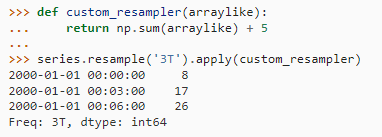 >>> def custom_resampler(arraylike):
...     return np.sum(arraylike) + 5
...
>>> series.resample('3T').apply(custom_resampler)
2000-01-01 00:00:00     8
2000-01-01 00:03:00    17
2000-01-01 00:06:00    26
Freq: 3T, dtype: int64